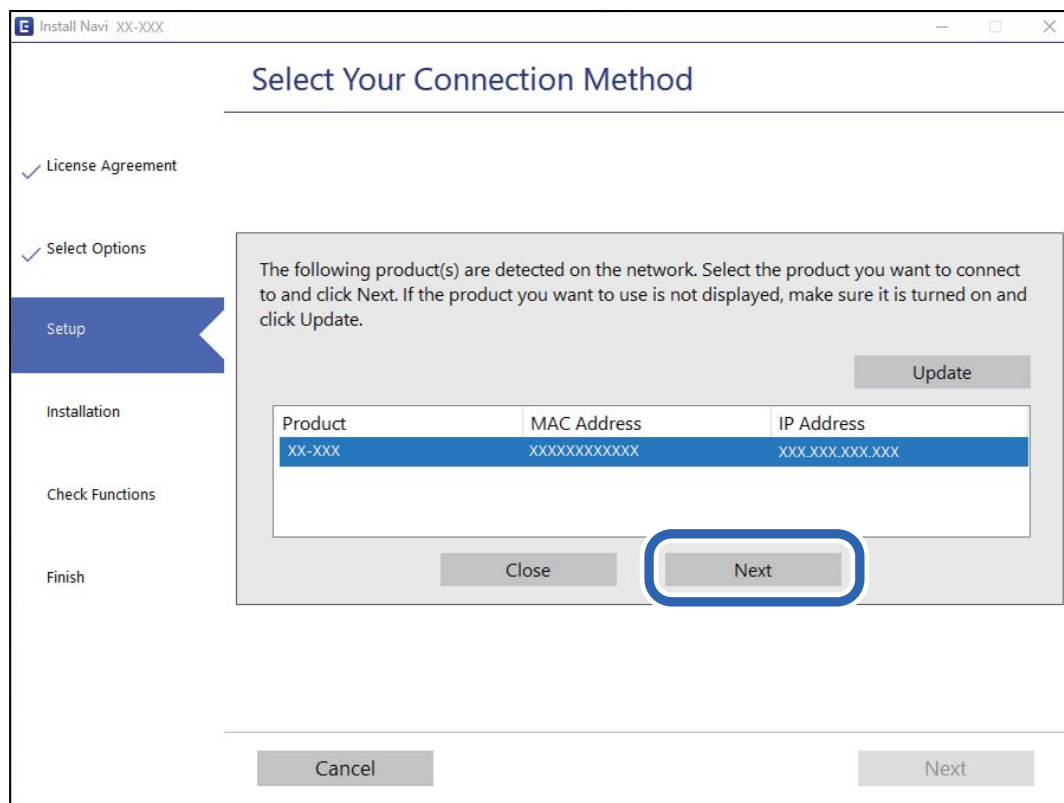 E Install Navi XX-XXX
Select Your Connection Method
License Agreement
Select Options
Setup
Installation
Check Functions
Finish
The following product(s) are detected on the network. Select the product you want to connect
to and click Next. If the product you want to use is not displayed, make sure it is turned on and
click Update.
Update
Product MAC Address IP Address
XX-XXX XXXXXXXXXXXX XXX.XXX.XXX.XXX
Close Next
Cancel Next